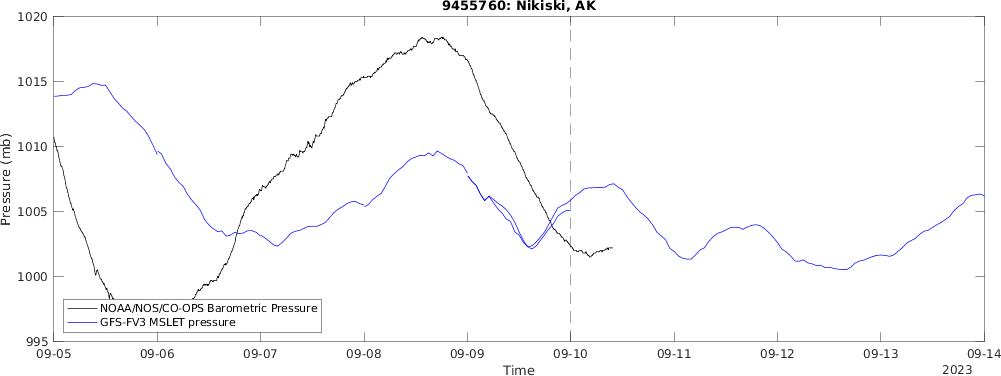 9455760: Nikiski, AK
Pressure (mb)
1020
1015
1010
1005
1000
995
NOAA/NOS/CO-OPS Barometric Pressure
GFS-FV3 MSLET pressure
09-05 09-06 09-07 09-08 09-09 09-10 09-11 09-12 09-13 09-14
Time
2023